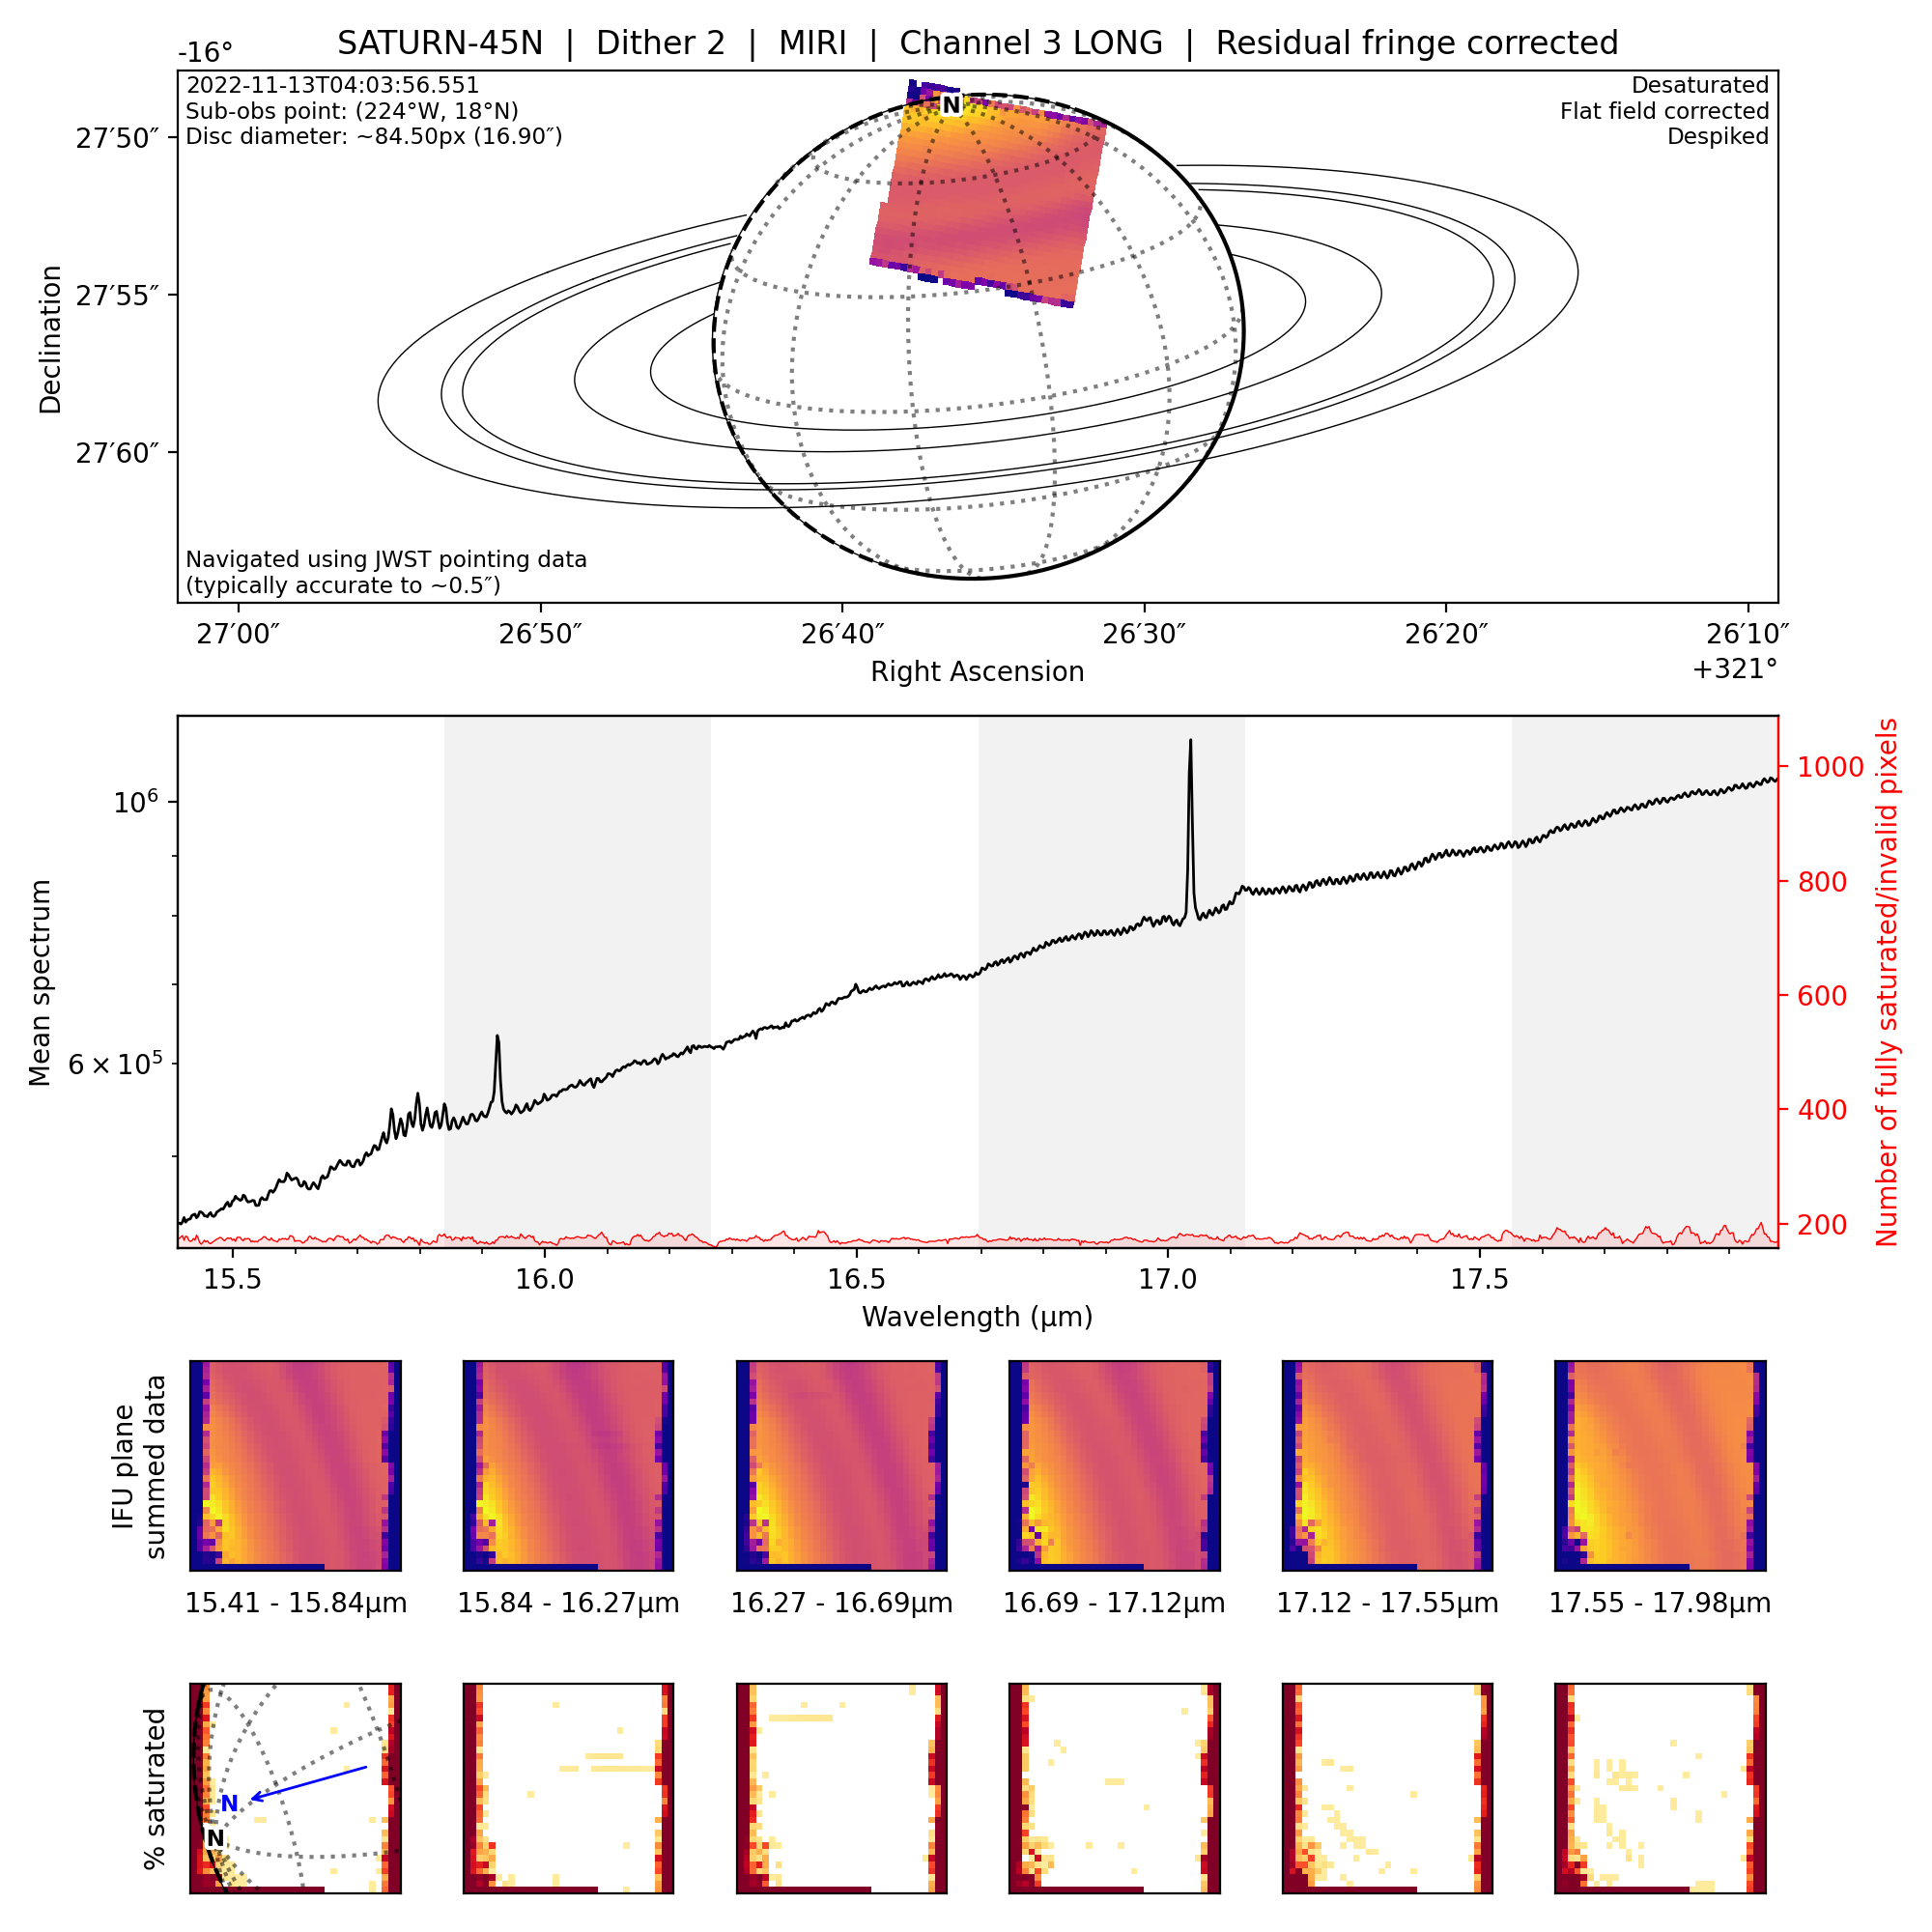 SATURN-45N | Dither 2 | MIRI | Channel 3 LONG | Residual fringe corrected
-16°
2022-11-13T04:03:56.551
Sub-obs point: (224°W, 18°N)
Disc diameter: ~84.50px (16.90″)
Desaturated
Flat field corrected
Despiked
N
27′50″
27′55″
27′60″
Declination
Navigated using JWST pointing data
(typically accurate to ~0.5″)
27′00″ 26′50″ 26′40″ 26′30″ 26′20″ 26′10″
Right Ascension
+321°
Mean spectrum
10⁶
6 × 10⁵
1000
800
600
400
200
Number of fully saturated/invalid pixels
15.5 16.0 16.5 17.0 17.5
Wavelength (µm)
IFU plane
summed data
15.41 - 15.84µm 15.84 - 16.27µm 16.27 - 16.69µm 16.69 - 17.12µm 17.12 - 17.55µm 17.55 - 17.98µm
% saturated
N
N